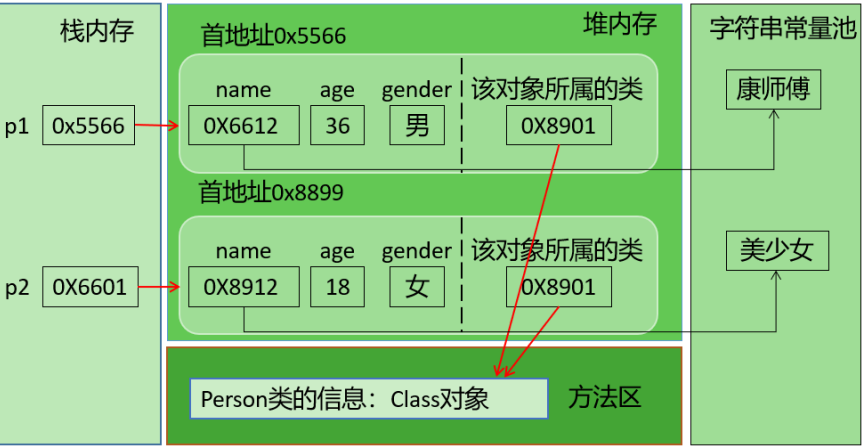 栈内存
堆内存
字符串常量池
首地址0x5566
name age gender 该对象所属的类
p1 0x5566 0X6612 36 男 0X8901
康师傅
首地址0x8899
name age gender 该对象所属的类
p2 0X6601 0X8912 18 女 0X8901
美少女
Person类的信息：Class对象
方法区